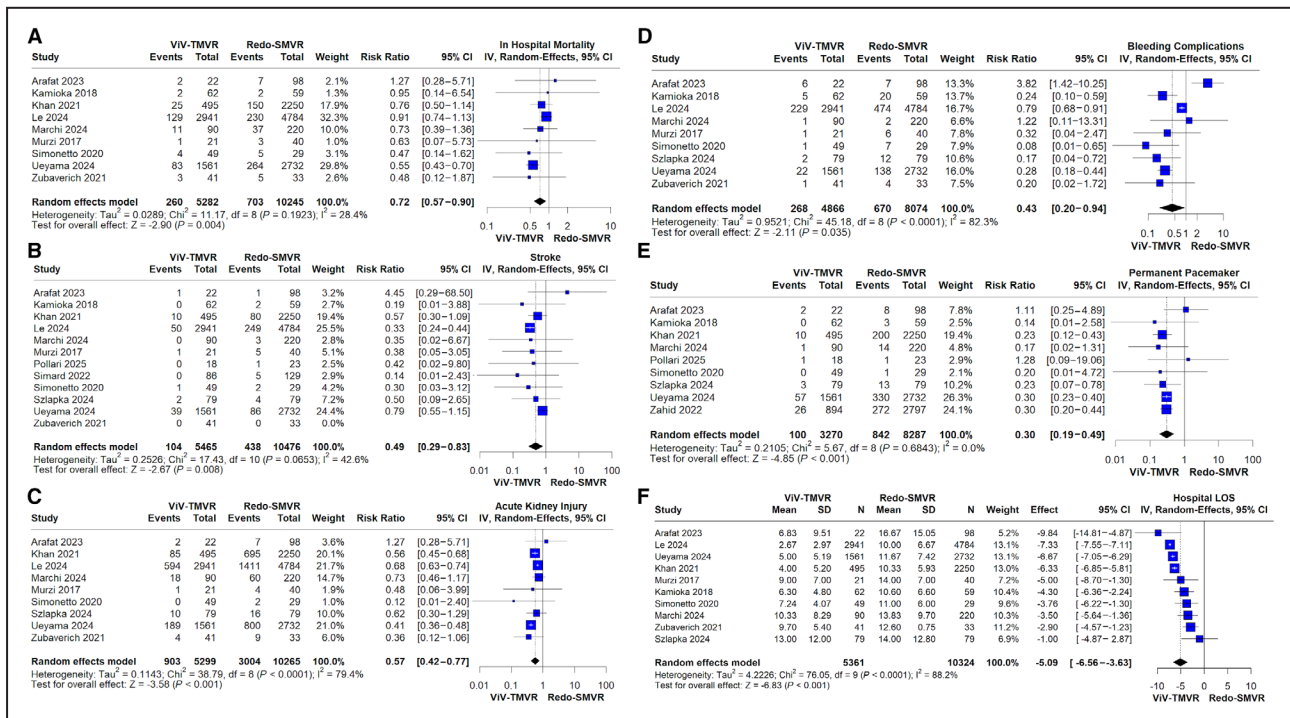 A
ViV-TMVR Redo-SMVR In Hospital Mortality
Study Events Total Events Total Weight Risk Ratio 95% CI IV, Random-Effects, 95% CI
Arafat 2023 2 22 7 98 2.1% 1.27 [0.28-5.71]
Kamioka 2018 2 62 2 59 1.3% 0.95 [0.14-6.54]
Khan 2021 25 495 150 2250 17.9% 0.76 [0.50-1.14]
Le 2024 129 2941 230 4784 32.3% 0.91 [0.74-1.13]
Marchi 2024 11 90 37 220 10.0% 0.73 [0.39-1.36]
Murzi 2017 1 21 3 40 1.1% 0.63 [0.07-5.73]
Simonetto 2020 4 49 5 29 3.1% 0.47 [0.14-1.62]
Ueyama 2024 83 1561 264 2732 29.8% 0.55 [0.43-0.70]
Zubaverich 2021 3 41 5 33 2.6% 0.48 [0.12-1.87]
Random effects model 260 5282 703 10245 100.0% 0.72 [0.57-0.90]
Heterogeneity: Tau² = 0.0289; Chi² = 11.17, df = 8 (P = 0.1923); I² = 28.4%
Test for overall effect: Z = -2.90 (P = 0.004)
0.1 0.5 1 2 10
ViV-TMVR Redo-SMVR
B
ViV-TMVR Redo-SMVR Stroke
Study Events Total Events Total Weight Risk Ratio 95% CI IV, Random-Effects, 95% CI
Arafat 2023 1 22 1 98 3.2% 4.45 [0.29-68.50]
Kamioka 2018 0 62 2 59 2.7% 0.19 [0.01-3.88]
Khan 2021 10 495 80 2250 19.4% 0.57 [0.30-1.09]
Le 2024 50 2941 249 4784 25.5% 0.33 [0.24-0.44]
Marchi 2024 0 90 3 220 2.8% 0.35 [0.02-6.67]
Murzi 2017 1 21 5 40 5.1% 0.38 [0.05-3.05]
Pollari 2025 0 18 1 23 2.5% 0.42 [0.02-9.80]
Simard 2022 0 86 5 129 2.9% 0.14 [0.01-2.43]
Simonetto 2020 1 49 2 29 4.1% 0.30 [0.03-3.12]
Szlapka 2024 2 79 4 79 7.2% 0.50 [0.09-2.65]
Ueyama 2024 39 1561 86 2732 24.4% 0.79 [0.55-1.15]
Zubaverich 2021 0 41 0 33 0.0%
Random effects model 104 5465 438 10476 100.0% 0.49 [0.29-0.83]
Heterogeneity: Tau² = 0.2526; Chi² = 17.43, df = 10 (P = 0.0653); I² = 42.6%
Test for overall effect: Z = -2.67 (P = 0.008)
0.01 0.1 1 10 100
ViV-TMVR Redo-SMVR
C
ViV-TMVR Redo-SMVR Acute Kidney Injury
Study Events Total Events Total Weight Risk Ratio 95% CI IV, Random-Effects, 95% CI
Arafat 2023 2 22 7 98 3.6% 1.27 [0.28-5.71]
Khan 2021 85 495 695 2250 21.7% 0.56 [0.45-0.68]
Le 2024 594 2941 1411 4784 24.1% 0.68 [0.63-0.74]
Marchi 2024 18 90 60 220 14.0% 0.73 [0.46-1.17]
Murzi 2017 1 21 4 40 1.9% 0.48 [0.06-3.99]
Simonetto 2020 0 49 2 29 1.0% 0.12 [0.01-2.40]
Szlapka 2024 10 79 16 79 9.0% 0.62 [0.30-1.29]
Ueyama 2024 189 1561 800 2732 21.0% 0.41 [0.36-0.48]
Zubaverich 2021 4 41 9 33 5.0% 0.36 [0.12-1.06]
Random effects model 903 5299 3004 10265 100.0% 0.57 [0.42-0.77]
Heterogeneity: Tau² = 0.1143; Chi² = 38.79, df = 8 (P < 0.0001); I² = 79.4%
Test for overall effect: Z = -3.58 (P < 0.001)
0.01 0.1 1 10 100
ViV-TMVR Redo-SMVR
D
ViV-TMVR Redo-SMVR Bleeding Complications
Study Events Total Events Total Weight Risk Ratio 95% CI IV, Random-Effects, 95% CI
Arafat 2023 6 22 7 98 13.3% 3.82 [1.42-10.25]
Kamioka 2018 5 62 20 59 14.0% 0.24 [0.10-0.59]
Le 2024 229 2941 474 4784 16.7% 0.79 [0.68-0.91]
Marchi 2024 1 90 2 220 6.6% 1.22 [0.11-13.31]
Murzi 2017 1 21 6 40 7.8% 0.32 [0.04-2.47]
Simonetto 2020 1 49 7 29 7.7% 0.08 [0.01-0.65]
Szlapka 2024 2 79 12 79 10.4% 0.17 [0.04-0.72]
Ueyama 2024 22 1561 138 2732 16.0% 0.28 [0.18-0.44]
Zubaverich 2021 1 41 4 33 7.5% 0.20 [0.02-1.72]
Random effects model 268 4866 670 8074 100.0% 0.43 [0.20-0.94]
Heterogeneity: Tau² = 0.9521; Chi² = 45.18, df = 8 (P < 0.0001); I² = 82.3%
Test for overall effect: Z = -2.11 (P = 0.035)
0.1 0.5 1 2 10
ViV-TMVR Redo-SMVR
E
ViV-TMVR Redo-SMVR Permanent Pacemaker
Study Events Total Events Total Weight Risk Ratio 95% CI IV, Random-Effects, 95% CI
Arafat 2023 2 22 8 98 7.8% 1.11 [0.25-4.89]
Kamioka 2018 0 62 3 59 2.4% 0.14 [0.01-2.58]
Khan 2021 10 495 200 2250 19.4% 0.23 [0.12-0.43]
Marchi 2024 1 90 14 220 4.7% 0.17 [0.02-1.31]
Pollari 2025 1 18 1 23 2.8% 1.28 [0.09-19.06]
Simonetto 2020 0 49 1 29 2.1% 0.20 [0.01-4.72]
Szlapka 2024 3 79 13 79 10.4% 0.23 [0.07-0.78]
Ueyama 2024 57 1561 330 2732 26.3% 0.30 [0.23-0.40]
Zahid 2022 26 894 272 2797 24.1% 0.30 [0.20-0.44]
Random effects model 100 3270 842 8287 100.0% 0.30 [0.19-0.49]
Heterogeneity: Tau² = 0.2105; Chi² = 5.67, df = 8 (P = 0.6843); I² = 0.0%
Test for overall effect: Z = -4.85 (P < 0.001)
0.01 0.1 1 10 100
ViV-TMVR Redo-SMVR
F
ViV-TMVR Redo-SMVR Hospital LOS
Study Mean SD N Mean SD N Weight Effect 95% CI IV, Random-Effects, 95% CI
Arafat 2023 6.83 9.51 22 16.67 15.05 98 5.2% -9.84 [-14.81--4.87]
Le 2024 2.67 2.97 2941 10.00 6.67 4784 14.0% -7.33 [-7.55-7.11]
Ueyama 2024 5.00 5.19 1561 11.67 7.42 2732 14.0% -6.67 [-7.05-6.29]
Khan 2021 4.00 5.20 495 10.33 5.93 2250 13.8% -6.33 [-6.85-5.81]
Murzi 2017 9.00 7.00 21 14.00 7.00 40 7.2% -5.00 [-8.70-1.30]
Kamioka 2018 6.30 4.80 62 10.60 6.60 59 11.0% -4.30 [-6.36-2.24]
Simonetto 2020 7.24 4.07 49 11.00 6.00 29 9.9% -3.76 [-6.22-1.30]
Marchi 2024 10.33 8.29 90 13.83 9.70 220 10.8% -3.50 [-5.64-1.36]
Zubaverich 2021 9.70 5.40 41 12.60 0.75 33 12.0% -2.90 [-4.57-1.23]
Szlapka 2024 13.00 12.00 79 14.00 12.80 79 7.0% -1.00 [-4.87- 2.87]
Random effects model 5361 10324 100.0% -5.09 [-6.56-3.63]
Heterogeneity: Tau² = 4.2226; Chi² = 76.05, df = 9 (P < 0.0001); I² = 88.2%
Test for overall effect: Z = -6.83 (P < 0.001)
-10 -5 0 5 10
ViV-TMVR Redo-SMVR